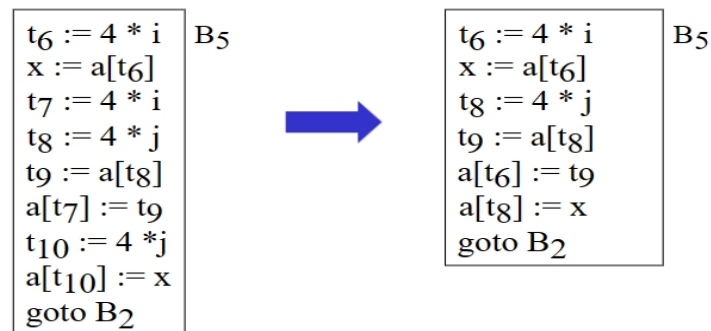 t6 := 4 * i
x := a[t6]
t7 := 4 * i
t8 := 4 * j
t9 := a[t8]
a[t7] := t9
t10 := 4 *j
a[t10] := x
goto B2
B5
t6 := 4 * i
x := a[t6]
t8 := 4 * j
t9 := a[t8]
a[t6] := t9
a[t8] := x
goto B2
B5